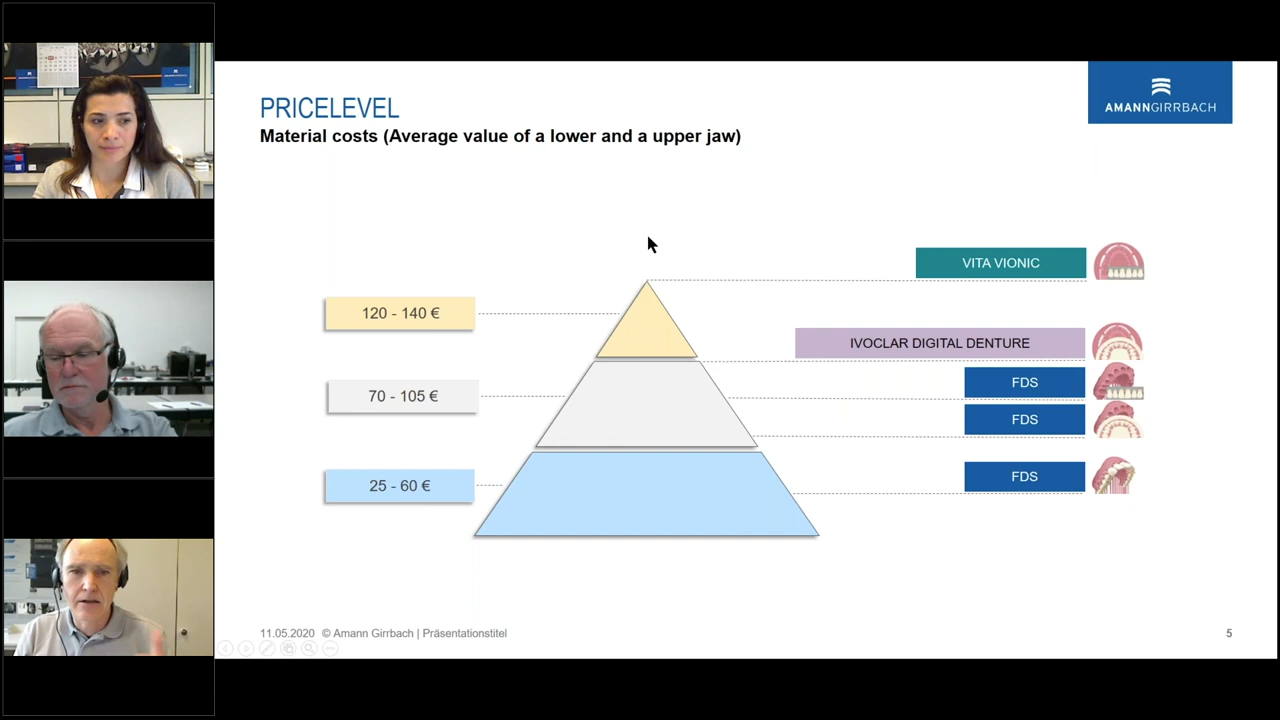 PRICELEVEL
Material costs (Average value of a lower and a upper jaw)
AMANNGIRRBACH
VITA VIONIC
120 - 140 €
IVOCLAR DIGITAL DENTURE
FDS
70 - 105 €
FDS
FDS
25 - 60 €
11.05.2020 © Amann Girrbach | Präsentationstitel
5